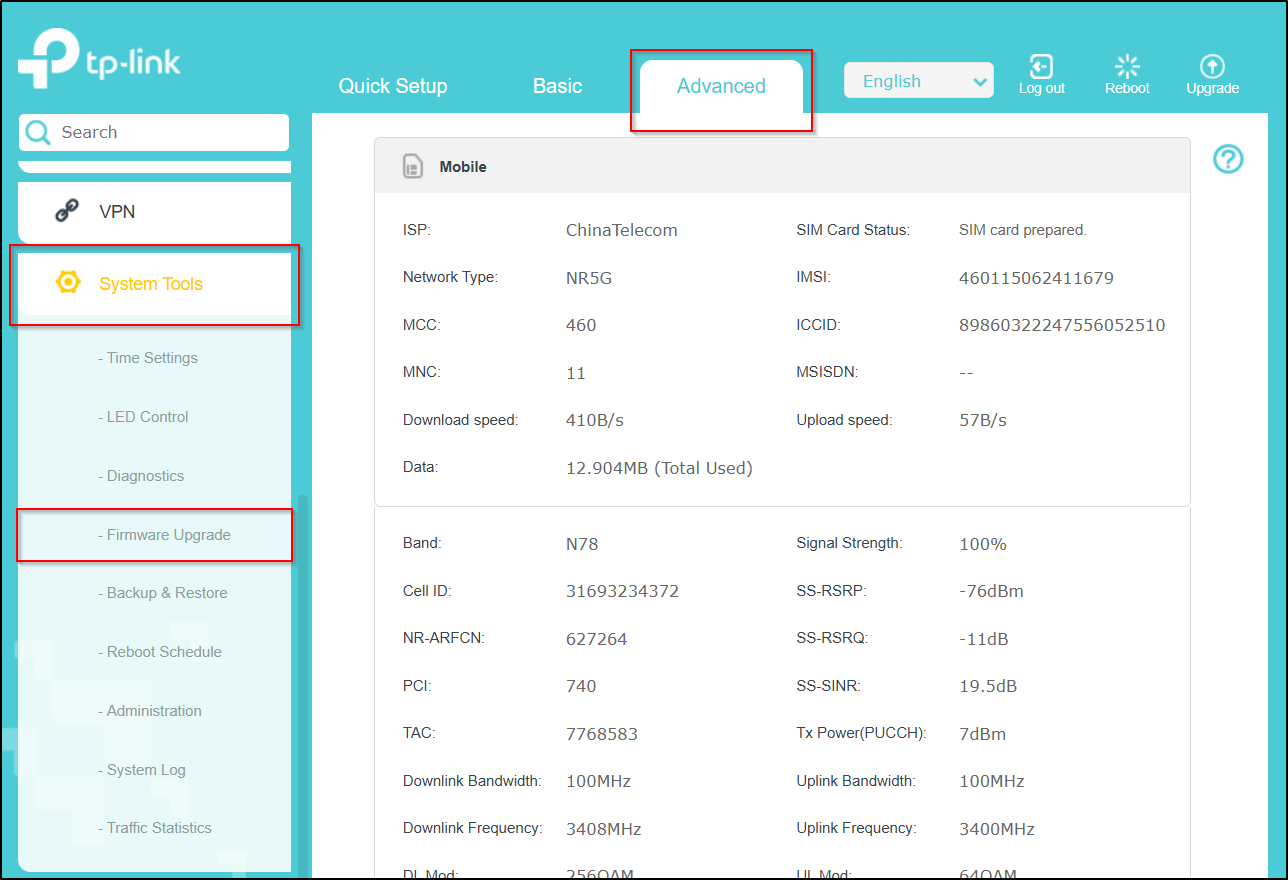 tp-link
Quick Setup
Basic
Advanced
English
Log out
Reboot
Upgrade
Search
VPN
System Tools
- Time Settings
- LED Control
- Diagnostics
- Firmware Upgrade
- Backup & Restore
- Reboot Schedule
- Administration
- System Log
- Traffic Statistics
Mobile
ISP: ChinaTelecom SIM Card Status: SIM card prepared.
Network Type: NR5G IMSI: 460115062411679
MCC: 460 ICCID: 89860322247556052510
MNC: 11 MSISDN: --
Download speed: 410B/s Upload speed: 57B/s
Data: 12.904MB (Total Used)
Band: N78 Signal Strength: 100%
Cell ID: 31693234372 SS-RSRP: -76dBm
NR-ARFCN: 627264 SS-RSRQ: -11dB
PCI: 740 SS-SINR: 19.5dB
TAC: 7768583 Tx Power(PUCCH): 7dBm
Downlink Bandwidth: 100MHz Uplink Bandwidth: 100MHz
Downlink Frequency: 3408MHz Uplink Frequency: 3400MHz
DL Mod: 256QAM UL Mod: 64QAM